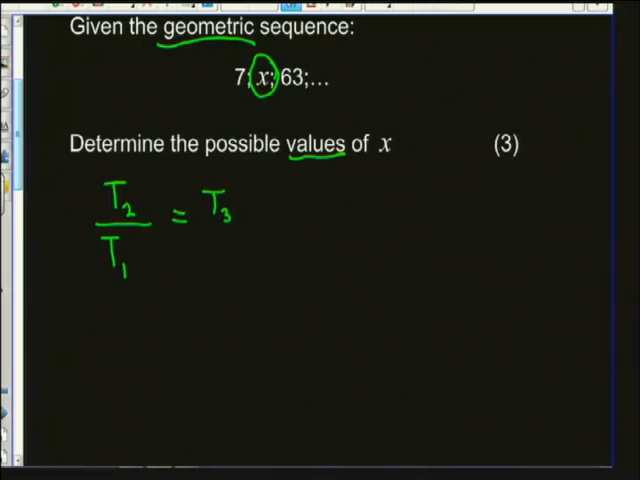 Given the geometric sequence:
7; x; 63;...
Determine the possible values of x (3)
T₂ / T₁ = T₃